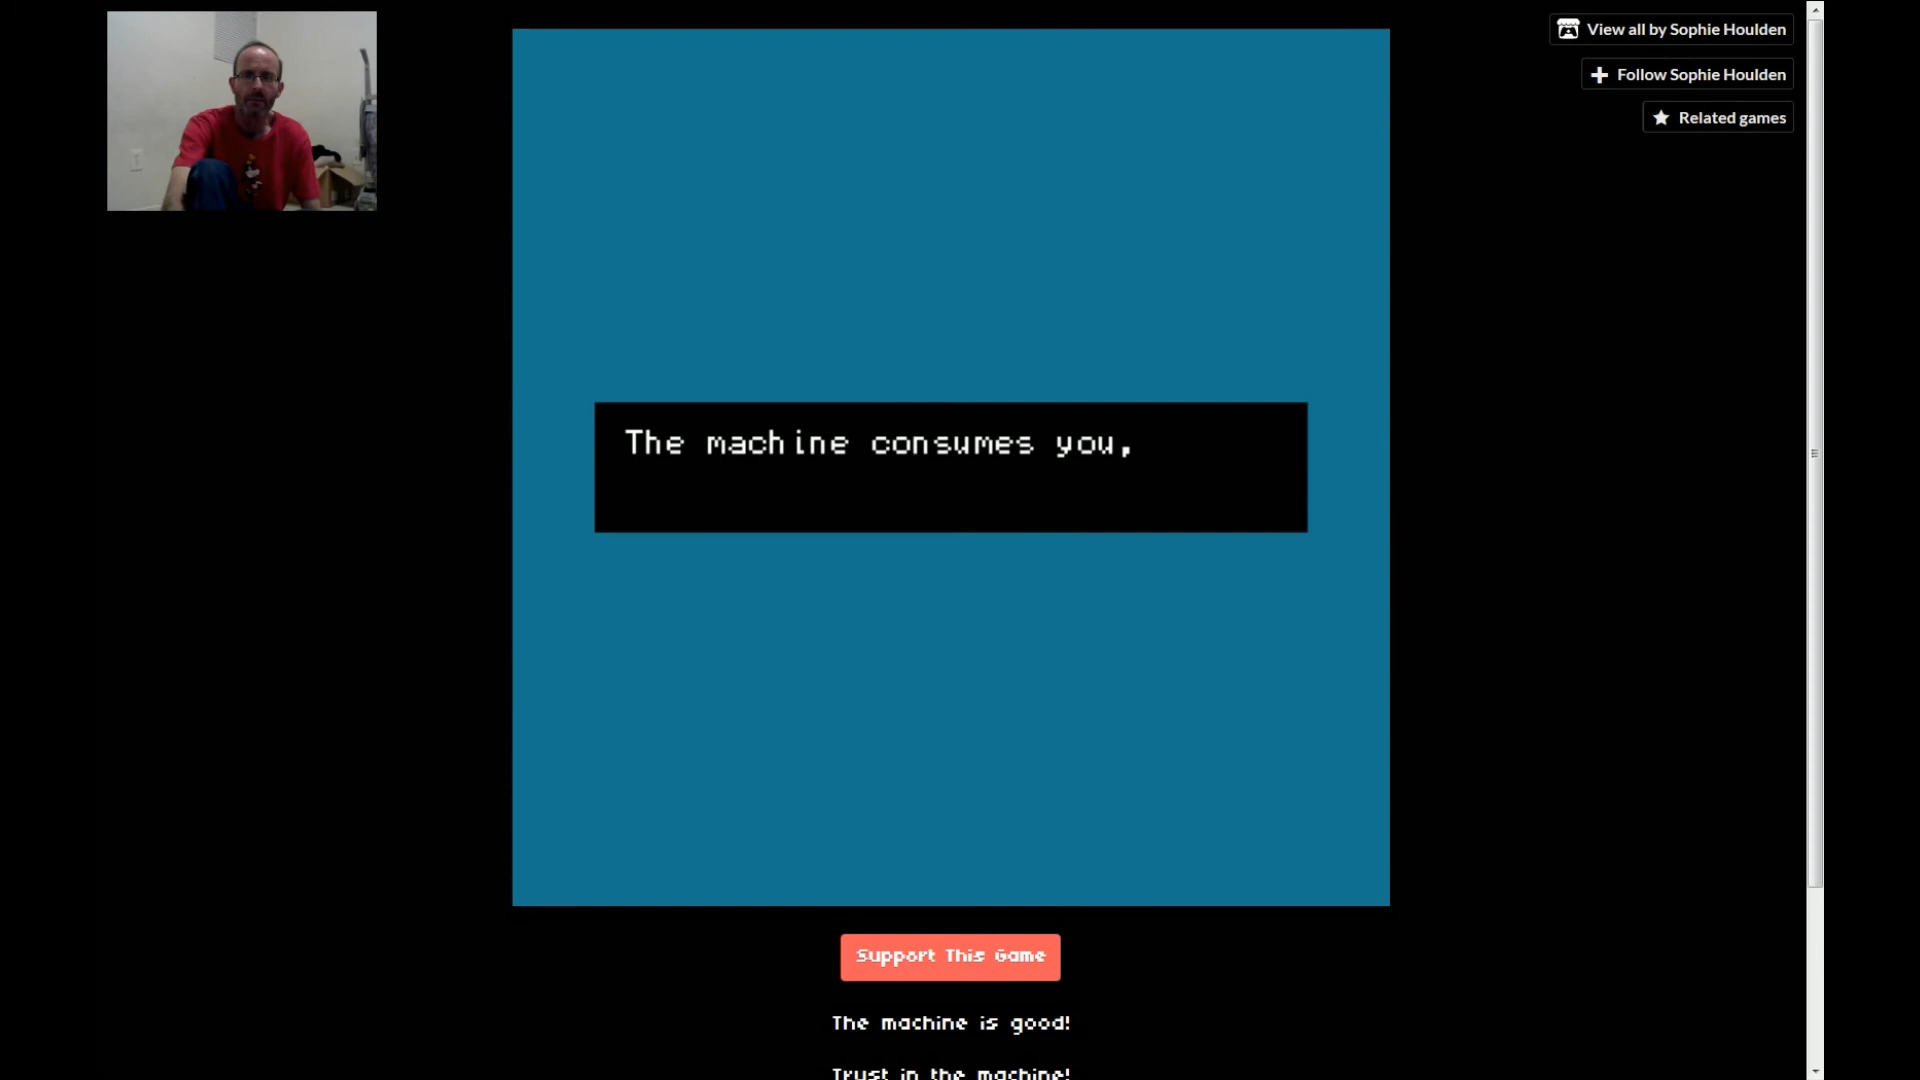 View all by Sophie Houlden
Follow Sophie Houlden
Related games
The machine consumes you,
Support This Game
The machine is good!
Trust in the machine!